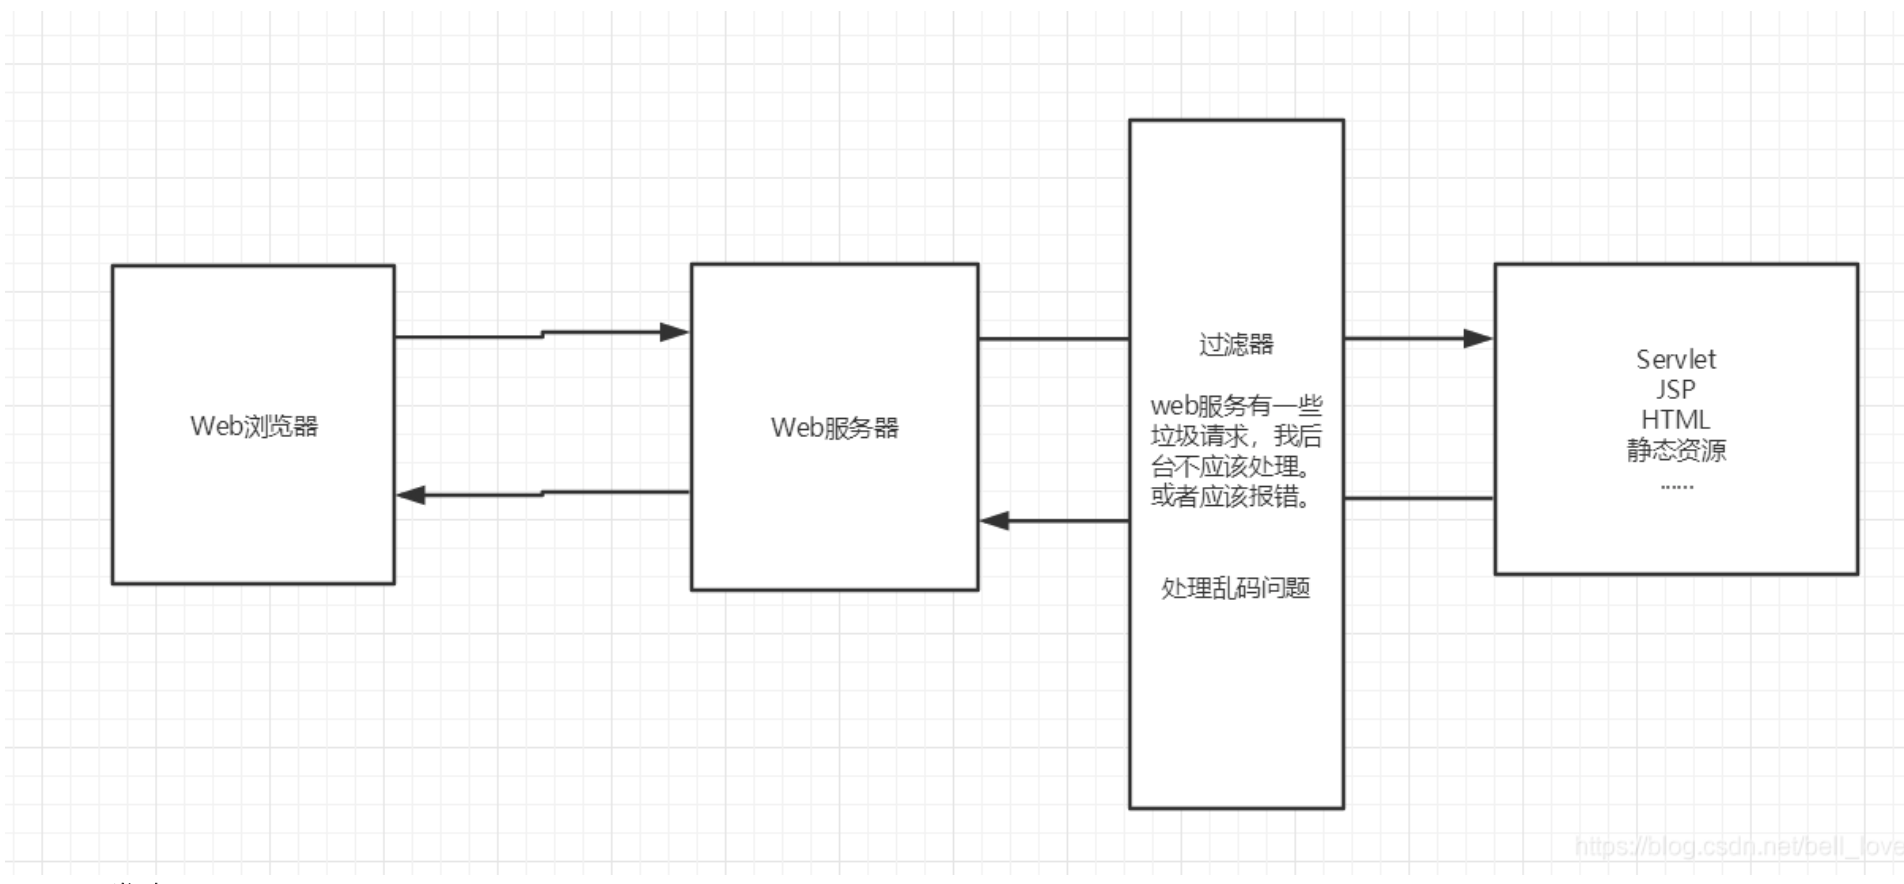 Web浏览器
Web服务器
过滤器
web服务有一些
垃圾请求，我后
台不应该处理。
或者应该报错。
处理乱码问题
Servlet
JSP
HTML
静态资源
......
https://blog.csdn.net/bell_love